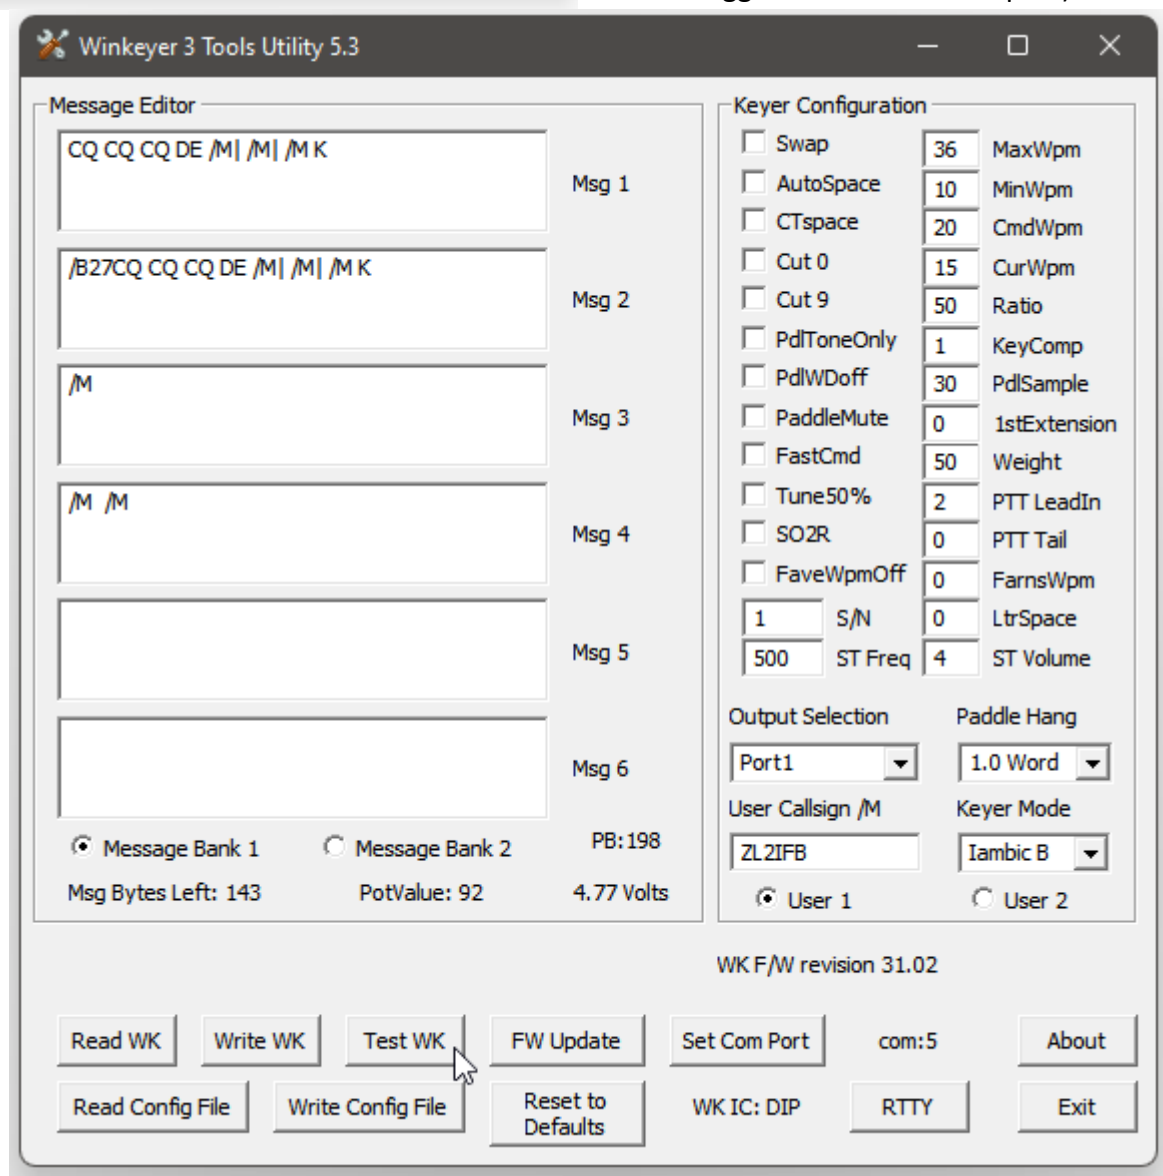 Winkeyer 3 Tools Utility 5.3
Message Editor
CQ CQ CQ DE /M| /M| /M K
Msg 1
/B27CQ CQ CQ DE /M| /M| /M K
Msg 2
/M
Msg 3
/M  /M
Msg 4
Msg 5
Msg 6
Message Bank 1 Message Bank 2 PB:198
Msg Bytes Left: 143 PotValue: 92 4.77 Volts
Keyer Configuration
Swap 36 MaxWpm
AutoSpace 10 MinWpm
CTspace 20 CmdWpm
Cut 0 15 CurWpm
Cut 9 50 Ratio
PdlToneOnly 1 KeyComp
PdlWDoff 30 PdlSample
PaddleMute 0 1stExtension
FastCmd 50 Weight
Tune50% 2 PTT LeadIn
SO2R 0 PTT Tail
FaveWpmOff 0 FarnsWpm
1 S/N 0 LtrSpace
500 ST Freq 4 ST Volume
Output Selection Paddle Hang
Port1 1.0 Word
User Callsign /M Keyer Mode
ZL2IFB Iambic B
User 1 User 2
WK F/W revision 31.02
Read WK Write WK Test WK FW Update Set Com Port com:5 About
Read Config File Write Config File Reset to Defaults WK IC: DIP RTTY Exit